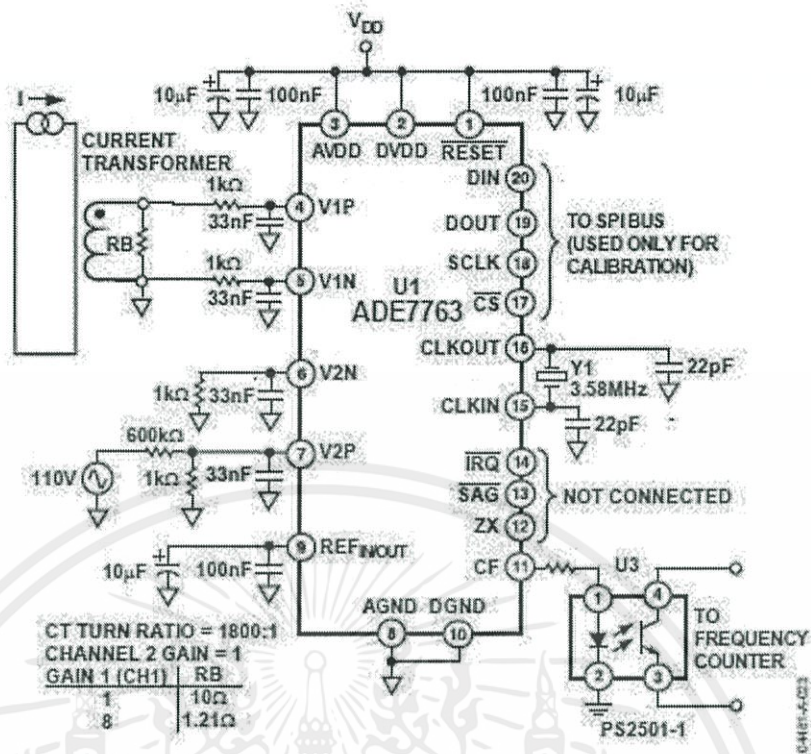 VDD
10µF
100nF
100nF
10µF
I
3
2
1
CURRENT
TRANSFORMER
AVDD
DVDD
RESET
DIN
20
1kΩ
33nF
4
V1P
DOUT
19
TO SPI BUS
(USED ONLY FOR
CALIBRATION)
RB
SCLK
18
1kΩ
33nF
5
V1N
U1
ADE7763
CS
17
CLKOUT
16
Y1
3.58MHz
22pF
1kΩ
33nF
6
V2N
CLKIN
15
22pF
600kΩ
110V
1kΩ
33nF
7
V2P
IRQ
14
SAG
13
NOT CONNECTED
ZX
12
10µF
100nF
9
REFIN/OUT
CF
11
U3
AGND
DGND
8
10
1
4
2
3
TO
FREQUENCY
COUNTER
PS2501-1
CT TURN RATIO = 1800:1
CHANNEL 2 GAIN = 1
GAIN 1 (CH1) RB
1 10Ω
8 1.21Ω